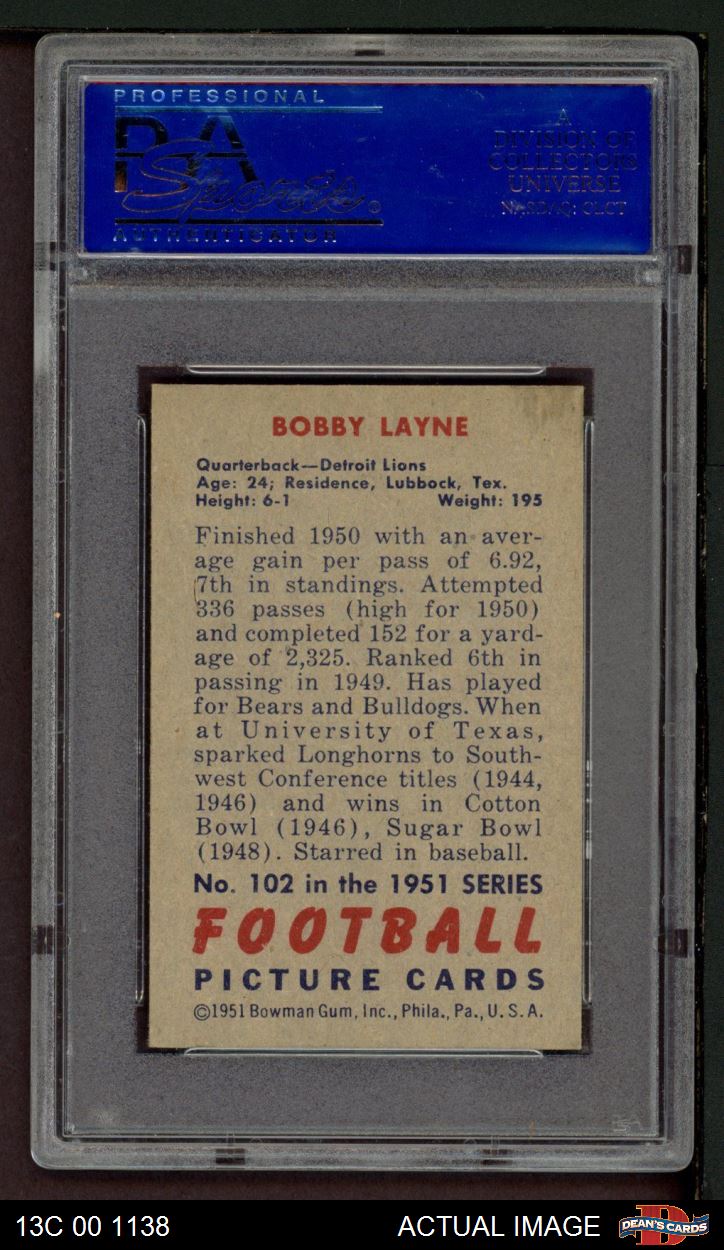 PROFESSIONAL
PSA
Sports
AUTHENTICATOR
A
DIVISION OF
COLLECTORS
UNIVERSE
NASDAQ: CLCT
BOBBY LAYNE
Quarterback—Detroit Lions
Age: 24; Residence, Lubbock, Tex.
Height: 6-1 Weight: 195
Finished 1950 with an aver-
age gain per pass of 6.92,
7th in standings. Attempted
336 passes (high for 1950)
and completed 152 for a yard-
age of 2,325. Ranked 6th in
passing in 1949. Has played
for Bears and Bulldogs. When
at University of Texas,
sparked Longhorns to South-
west Conference titles (1944,
1946) and wins in Cotton
Bowl (1946), Sugar Bowl
(1948). Starred in baseball.
No. 102 in the 1951 SERIES
FOOTBALL
PICTURE CARDS
©1951 Bowman Gum, Inc., Phila., Pa., U.S.A.
13C 00 1138 ACTUAL IMAGE DEAN'S CARDS